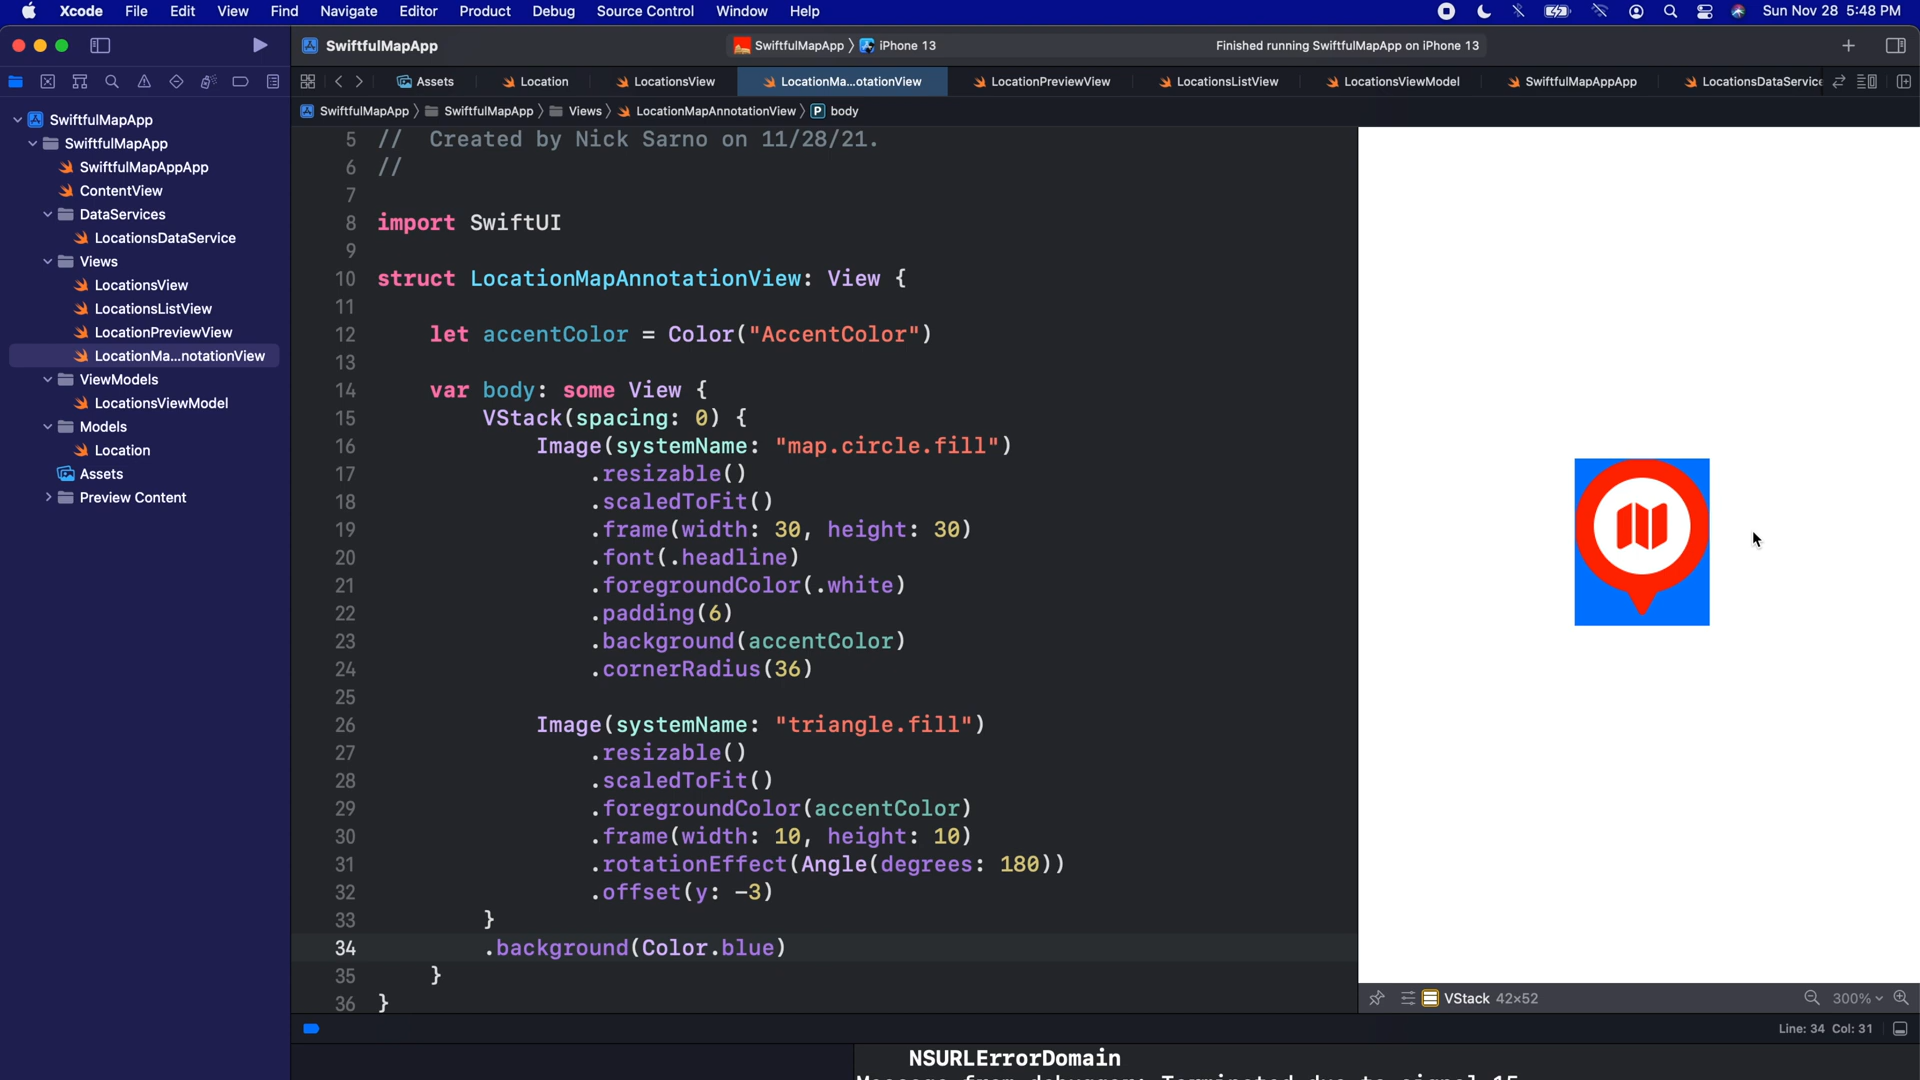 Xcode File Edit View Find Navigate Editor Product Debug Source Control Window Help Sun Nov 28 5:48 PM
SwiftfulMapApp SwiftfulMapApp iPhone 13 Finished running SwiftfulMapApp on iPhone 13
Assets Location LocationsView LocationMa...otationView LocationPreviewView LocationsListView LocationsViewModel SwiftfulMapAppApp LocationsDataService
SwiftfulMapApp SwiftfulMapApp Views LocationMapAnnotationView P body
SwiftfulMapApp
SwiftfulMapApp
SwiftfulMapAppApp
ContentView
DataServices
LocationsDataService
Views
LocationsView
LocationsListView
LocationPreviewView
LocationMa...notationView
ViewModels
LocationsViewModel
Models
Location
Assets
Preview Content
5 // Created by Nick Sarno on 11/28/21.
6 //
7
8 import SwiftUI
9
10 struct LocationMapAnnotationView: View {
11
12 let accentColor = Color("AccentColor")
13
14 var body: some View {
15 VStack(spacing: 0) {
16 Image(systemName: "map.circle.fill")
17 .resizable()
18 .scaledToFit()
19 .frame(width: 30, height: 30)
20 .font(.headline)
21 .foregroundColor(.white)
22 .padding(6)
23 .background(accentColor)
24 .cornerRadius(36)
25
26 Image(systemName: "triangle.fill")
27 .resizable()
28 .scaledToFit()
29 .foregroundColor(accentColor)
30 .frame(width: 10, height: 10)
31 .rotationEffect(Angle(degrees: 180))
32 .offset(y: -3)
33 }
34 .background(Color.blue)
35 }
36 }
VStack 42×52 300%
Line: 34 Col: 31
NSURLErrorDomain
Message from debugger: Terminated due to signal 15